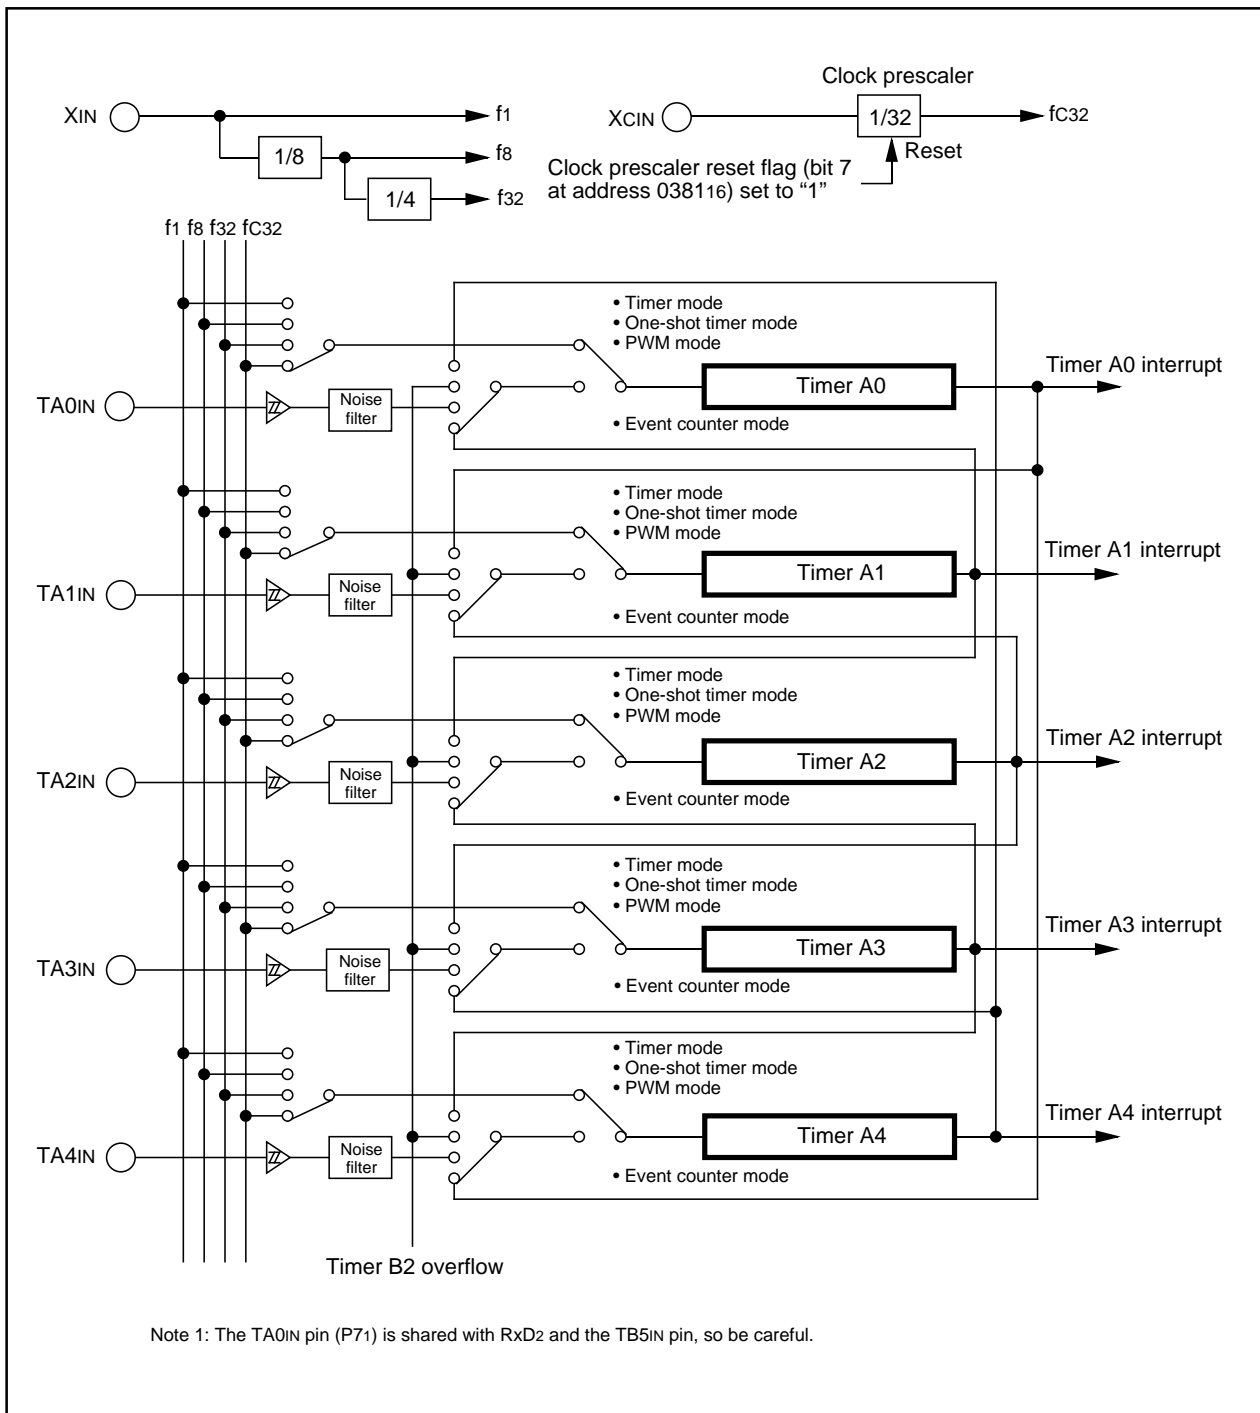 Clock prescaler
XIN
f1
XCIN
1/32
fC32
1/8
f8
Reset
Clock prescaler reset flag (bit 7
at address 038116) set to “1”
1/4
f32
f1 f8 f32 fC32
• Timer mode
• One-shot timer mode
• PWM mode
Timer A0 interrupt
Timer A0
TA0IN
Noise
filter
• Event counter mode
• Timer mode
• One-shot timer mode
• PWM mode
Timer A1 interrupt
Timer A1
TA1IN
Noise
filter
• Event counter mode
• Timer mode
• One-shot timer mode
• PWM mode
Timer A2 interrupt
Timer A2
TA2IN
Noise
filter
• Event counter mode
• Timer mode
• One-shot timer mode
• PWM mode
Timer A3 interrupt
Timer A3
TA3IN
Noise
filter
• Event counter mode
• Timer mode
• One-shot timer mode
• PWM mode
Timer A4 interrupt
Timer A4
TA4IN
Noise
filter
• Event counter mode
Timer B2 overflow
Note 1: The TA0IN pin (P71) is shared with RxD2 and the TB5IN pin, so be careful.